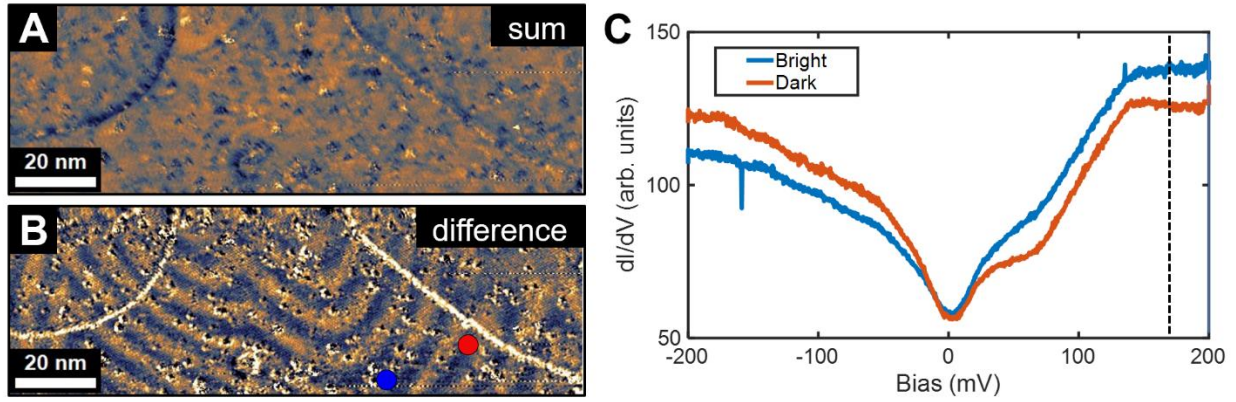 A
sum
20 nm
B
difference
20 nm
C
150
100
50
dI/dV (arb. units)
Bright
Dark
-200
-100
0
100
200
Bias (mV)